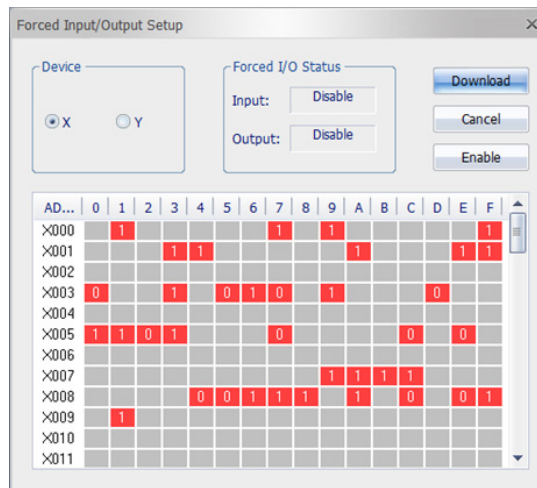 Forced Input/Output Setup
Device
X Y
Forced I/O Status
Input: Disable
Output: Disable
Download
Cancel
Enable
AD... 0 1 2 3 4 5 6 7 8 9 A B C D E F
X000 1 1 1 1
X001 1 1 1 1 1
X002
X003 0 1 0 1 0 1 0
X004
X005 1 1 0 1 0 0 0
X006
X007 1 1 1 1
X008 0 0 1 1 1 1 0 0 1
X009 1
X010
X011